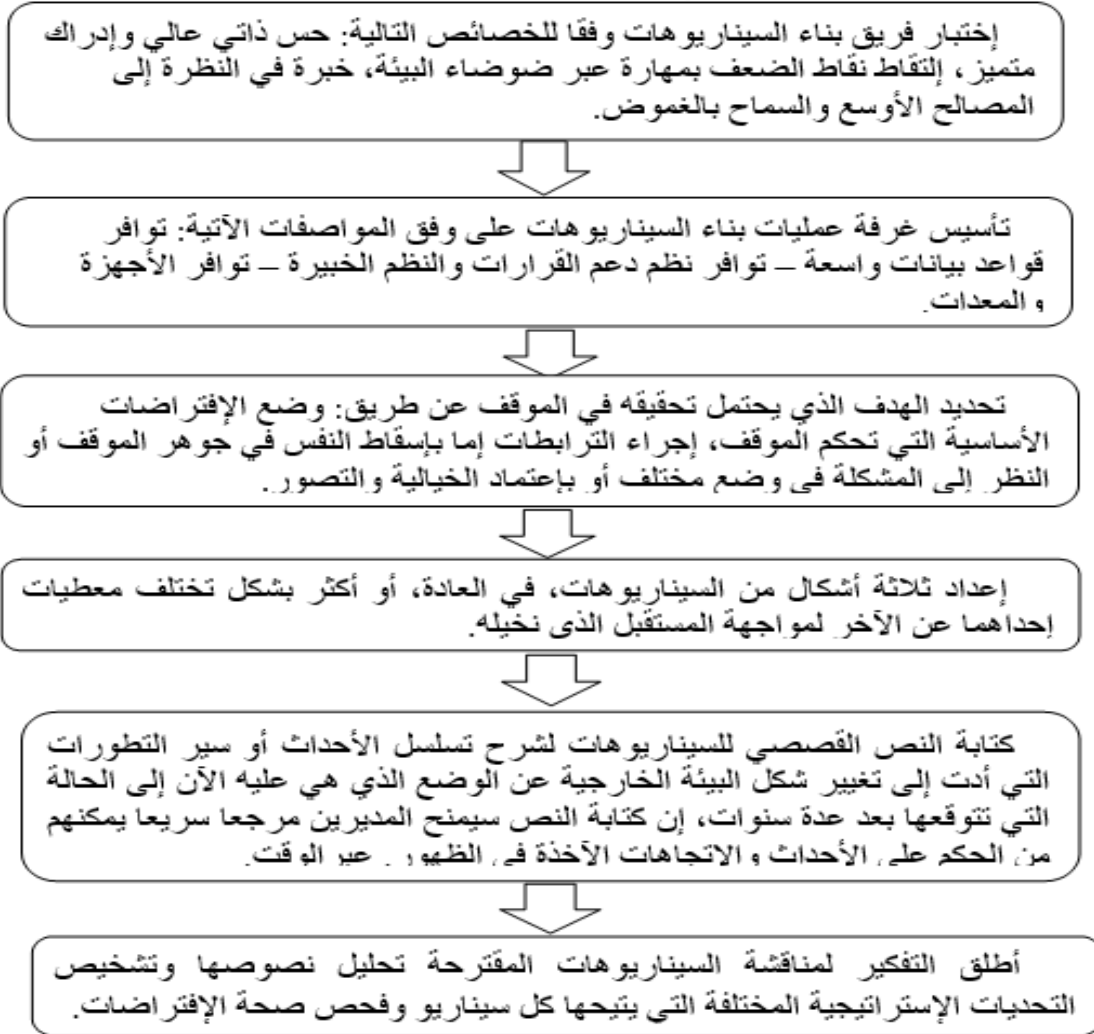 إختبار فريق بناء السيناريوهات وفقا للخصائص التالية: حس ذاتي عالي وإدراك
متميز، إلتقاط نقاط الضعف بمهارة عبر ضوضاء البيئة، خبرة في النظرة إلى
المصالح الأوسع والسماح بالغموض.
تأسيس غرفة عمليات بناء السيناريوهات على وفق المواصفات الآتية: توافر
قواعد بيانات واسعة – توافر نظم دعم القرارات والنظم الخبيرة – توافر الأجهزة
والمعدات.
تحديد الهدف الذي يحتمل تحقيقه في الموقف عن طريق: وضع الإفتراضات
الأساسية التي تحكم الموقف، إجراء الترابطات إما بإسقاط النفس في جوهر الموقف أو
النظر إلى المشكلة في وضع مختلف أو بإعتماد الخيالية والتصور.
إعداد ثلاثة أشكال من السيناريوهات، في العادة، أو أكثر بشكل تختلف معطيات
إحداهما عن الآخر لمواجهة المستقبل الذي نخيله.
كتابة النص القصصي للسيناريوهات لشرح تسلسل الأحداث أو سير التطورات
التي أدت إلى تغيير شكل البيئة الخارجية عن الوضع الذي هي عليه الآن إلى الحالة
التي تتوقعها بعد عدة سنوات، إن كتابة النص سيمنح المديرين مرجعا سريعا يمكنهم
من الحكم على الأحداث والاتجاهات الآخذة في الظهور. عبر الوقت.
أطلق التفكير لمناقشة السيناريوهات المقترحة تحليل نصوصها وتشخيص
التحديات الإستراتيجية المختلفة التي يتيحها كل سيناريو وفحص صحة الإفتراضات.